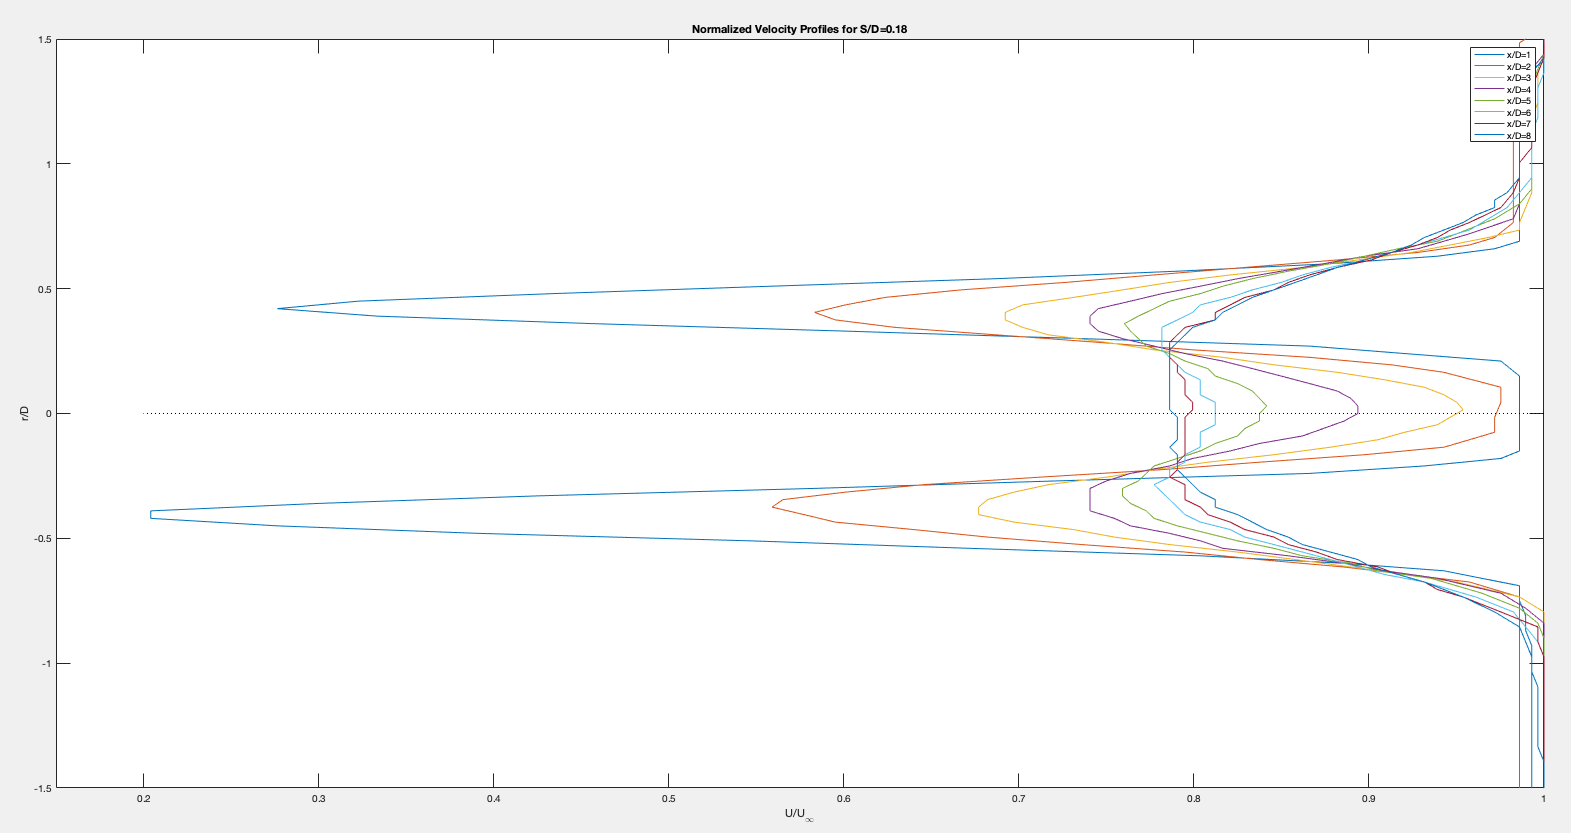 Normalized Velocity Profiles for S/D=0.18
1.5
1
0.5
0
-0.5
-1
-1.5
r/D
x/D=1
x/D=2
x/D=3
x/D=4
x/D=5
x/D=6
x/D=7
x/D=8
0.2 0.3 0.4 0.5 0.6 0.7 0.8 0.9 1
U/U∞